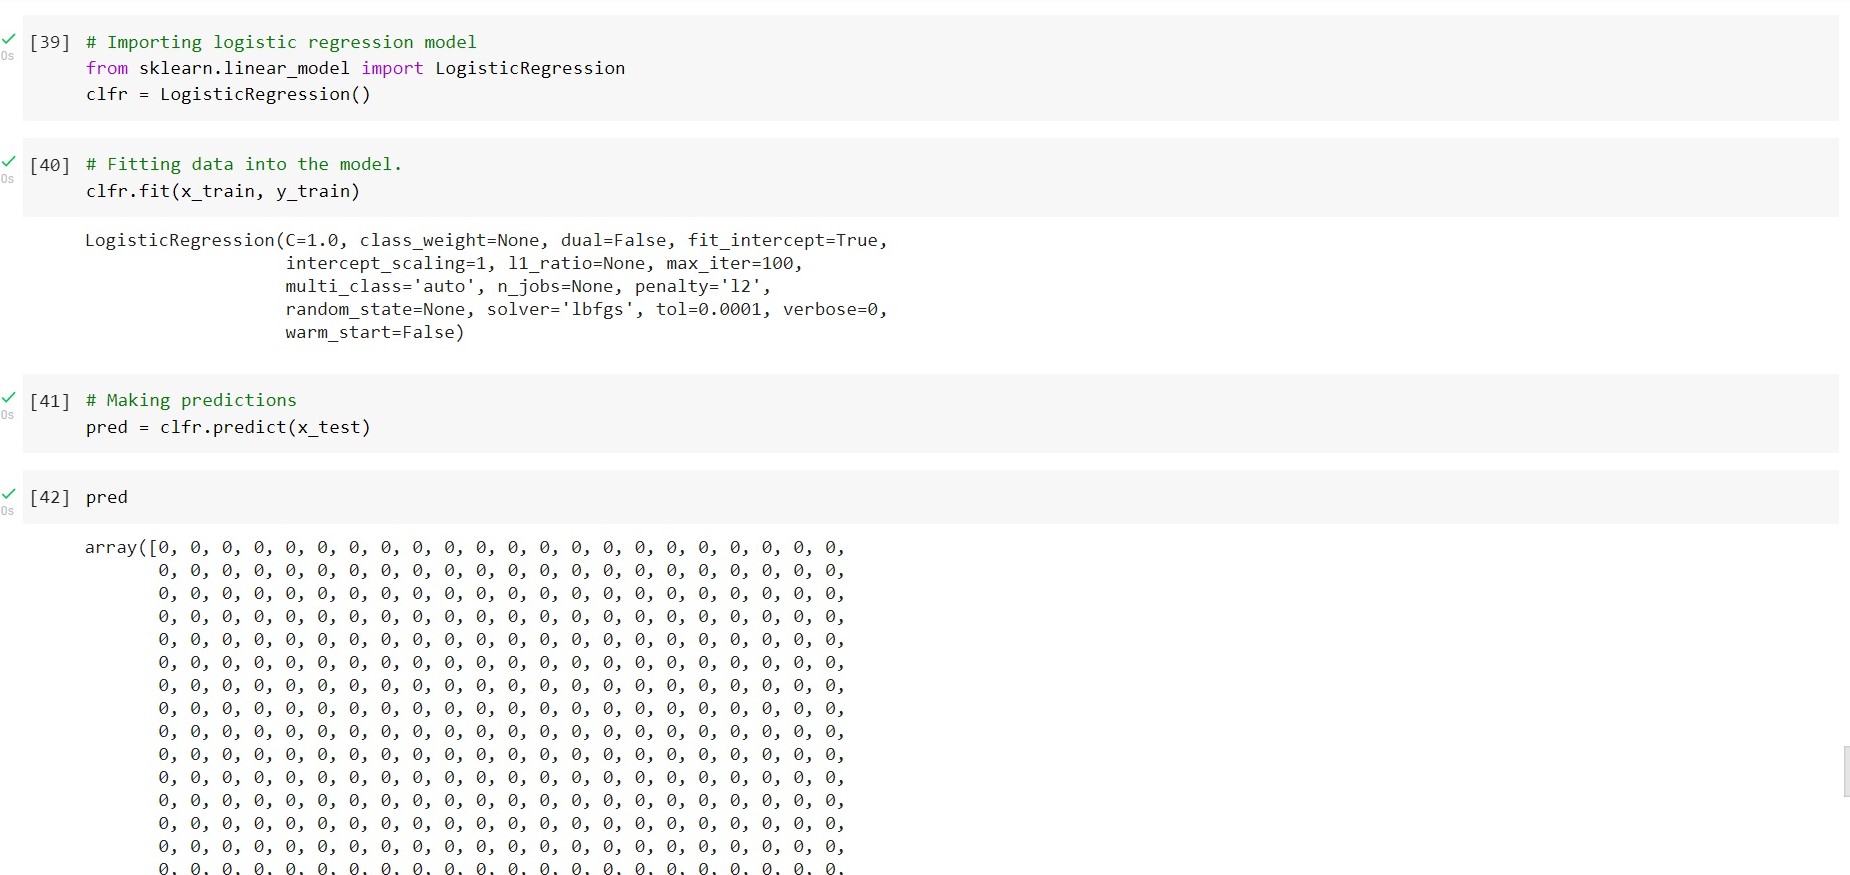 [39] # Importing logistic regression model
0s
from sklearn.linear_model import LogisticRegression
clfr = LogisticRegression()
[40] # Fitting data into the model.
0s
clfr.fit(x_train, y_train)
LogisticRegression(C=1.0, class_weight=None, dual=False, fit_intercept=True,
intercept_scaling=1, l1_ratio=None, max_iter=100,
multi_class='auto', n_jobs=None, penalty='l2',
random_state=None, solver='lbfgs', tol=0.0001, verbose=0,
warm_start=False)
[41] # Making predictions
0s
pred = clfr.predict(x_test)
[42] pred
0s
array([0, 0, 0, 0, 0, 0, 0, 0, 0, 0, 0, 0, 0, 0, 0, 0, 0, 0, 0, 0, 0, 0,
0, 0, 0, 0, 0, 0, 0, 0, 0, 0, 0, 0, 0, 0, 0, 0, 0, 0, 0, 0, 0, 0,
0, 0, 0, 0, 0, 0, 0, 0, 0, 0, 0, 0, 0, 0, 0, 0, 0, 0, 0, 0, 0, 0,
0, 0, 0, 0, 0, 0, 0, 0, 0, 0, 0, 0, 0, 0, 0, 0, 0, 0, 0, 0, 0, 0,
0, 0, 0, 0, 0, 0, 0, 0, 0, 0, 0, 0, 0, 0, 0, 0, 0, 0, 0, 0, 0, 0,
0, 0, 0, 0, 0, 0, 0, 0, 0, 0, 0, 0, 0, 0, 0, 0, 0, 0, 0, 0, 0, 0,
0, 0, 0, 0, 0, 0, 0, 0, 0, 0, 0, 0, 0, 0, 0, 0, 0, 0, 0, 0, 0, 0,
0, 0, 0, 0, 0, 0, 0, 0, 0, 0, 0, 0, 0, 0, 0, 0, 0, 0, 0, 0, 0, 0,
0, 0, 0, 0, 0, 0, 0, 0, 0, 0, 0, 0, 0, 0, 0, 0, 0, 0, 0, 0, 0, 0,
0, 0, 0, 0, 0, 0, 0, 0, 0, 0, 0, 0, 0, 0, 0, 0, 0, 0, 0, 0, 0, 0,
0, 0, 0, 0, 0, 0, 0, 0, 0, 0, 0, 0, 0, 0, 0, 0, 0, 0, 0, 0, 0, 0,
0, 0, 0, 0, 0, 0, 0, 0, 0, 0, 0, 0, 0, 0, 0, 0, 0, 0, 0, 0, 0, 0,
0, 0, 0, 0, 0, 0, 0, 0, 0, 0, 0, 0, 0, 0, 0, 0, 0, 0, 0, 0, 0, 0,
0, 0, 0, 0, 0, 0, 0, 0, 0, 0, 0, 0, 0, 0, 0, 0, 0, 0, 0, 0, 0, 0,
0, 0, 0, 0, 0, 0, 0, 0, 0, 0, 0, 0, 0, 0, 0, 0, 0, 0, 0, 0, 0, 0,